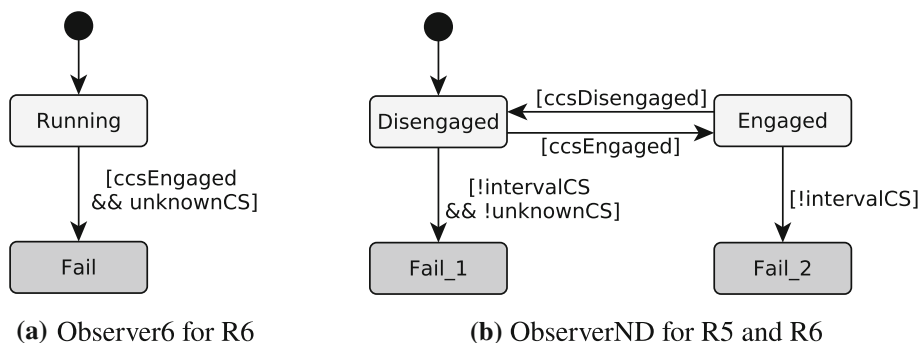 Running
[ccsEngaged
&& unknownCS]
Fail
(a) Observer6 for R6
Disengaged
[ccsDisengaged]
[ccsEngaged]
Engaged
[!intervalCS
&& !unknownCS]
[!intervalCS]
Fail_1
Fail_2
(b) ObserverND for R5 and R6